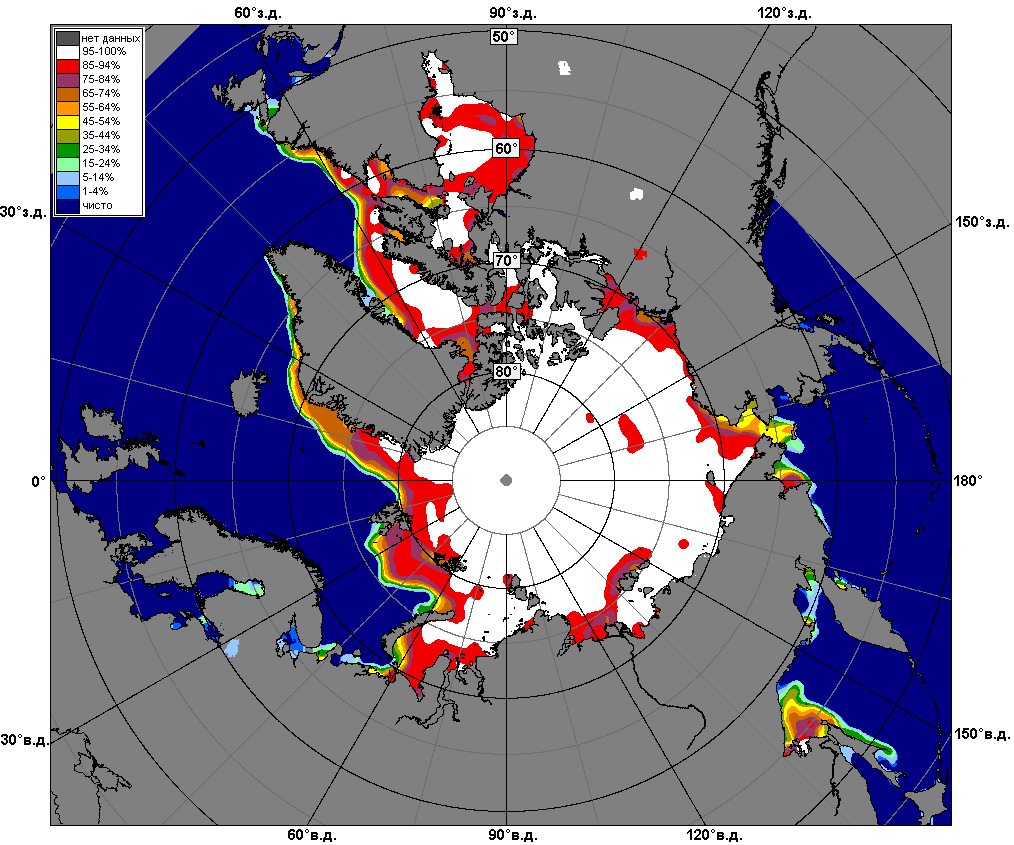 60°з.д.
90°з.д.
120°з.д.
нет данных
95-100%
85-94%
75-84%
65-74%
55-64%
45-54%
35-44%
25-34%
15-24%
5-14%
1-4%
чисто
50°
60°
70°
80°
30°з.д.
150°з.д.
0°
180°
30°в.д.
150°в.д.
60°в.д.
90°в.д.
120°в.д.